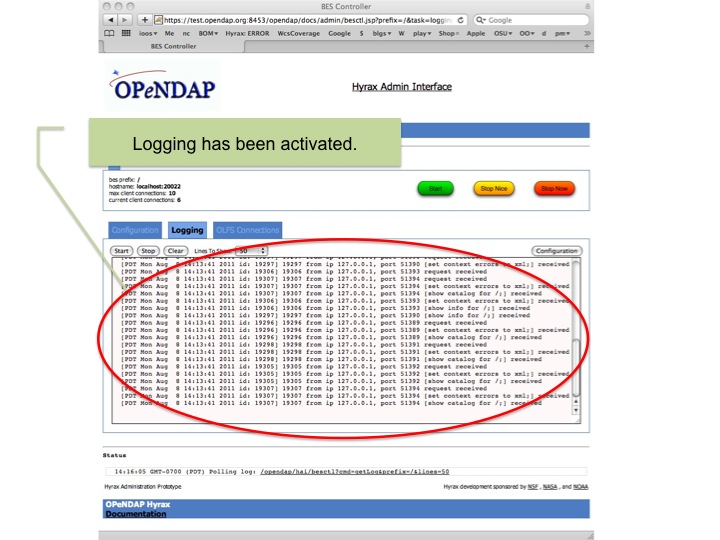 BES Controller
https://test.opendap.org:8453/opendap/docs/admin/besctl.jsp?prefix=/&task=loggin
Google
ioos Me nc BOM Hyrax: ERROR WcsCoverage Google $ blgs W play Shop Apple OSU OO d pm
BES Controller
OPeNDAP
Hyrax Admin Interface
Logging has been activated.
bes prefix: /
hostname: localhost:20022
max client connections: 10
current client connections: 6
Start
Stop Nice
Stop Now
Configuration Logging OLFS Connections
Start Stop Clear Lines To Show: 50 Configuration
[PDT Mon Aug 8 14:13:41 2011 id: 19297] 19297 from ip 127.0.0.1, port 51390 [set context errors to xml;] received
[PDT Mon Aug 8 14:13:41 2011 id: 19306] 19306 from ip 127.0.0.1, port 51393 request received
[PDT Mon Aug 8 14:13:41 2011 id: 19307] 19307 from ip 127.0.0.1, port 51394 [set context errors to xml;] received
[PDT Mon Aug 8 14:13:41 2011 id: 19307] 19307 from ip 127.0.0.1, port 51394 request received
[PDT Mon Aug 8 14:13:41 2011 id: 19306] 19306 from ip 127.0.0.1, port 51393 [set context errors to xml;] received
[PDT Mon Aug 8 14:13:41 2011 id: 19306] 19306 from ip 127.0.0.1, port 51393 [show info for /;] received
[PDT Mon Aug 8 14:13:41 2011 id: 19297] 19297 from ip 127.0.0.1, port 51390 [show info for /;] received
[PDT Mon Aug 8 14:13:41 2011 id: 19296] 19296 from ip 127.0.0.1, port 51389 request received
[PDT Mon Aug 8 14:13:41 2011 id: 19296] 19296 from ip 127.0.0.1, port 51389 [set context errors to xml;] received
[PDT Mon Aug 8 14:13:41 2011 id: 19296] 19296 from ip 127.0.0.1, port 51389 [show catalog for /;] received
[PDT Mon Aug 8 14:13:41 2011 id: 19298] 19298 from ip 127.0.0.1, port 51391 request received
[PDT Mon Aug 8 14:13:41 2011 id: 19298] 19298 from ip 127.0.0.1, port 51391 [set context errors to xml;] received
[PDT Mon Aug 8 14:13:41 2011 id: 19298] 19298 from ip 127.0.0.1, port 51391 [show catalog for /;] received
[PDT Mon Aug 8 14:13:41 2011 id: 19305] 19305 from ip 127.0.0.1, port 51392 request received
[PDT Mon Aug 8 14:13:41 2011 id: 19305] 19305 from ip 127.0.0.1, port 51392 [set context errors to xml;] received
[PDT Mon Aug 8 14:13:41 2011 id: 19305] 19305 from ip 127.0.0.1, port 51392 [show catalog for /;] received
[PDT Mon Aug 8 14:13:41 2011 id: 19307] 19307 from ip 127.0.0.1, port 51394 request received
[PDT Mon Aug 8 14:13:41 2011 id: 19307] 19307 from ip 127.0.0.1, port 51394 [set context errors to xml;] received
[PDT Mon Aug 8 14:13:41 2011 id: 19307] 19307 from ip 127.0.0.1, port 51394 [show catalog for /;] received
Status
14:16:05 GMT-0700 (PDT) Polling log: /opendap/hai/besctl?cmd=getLog&prefix=/&lines=50
Hyrax Administration Prototype
Hyrax development sponsored by NSF , NASA , and NOAA
OPeNDAP Hyrax
Documentation